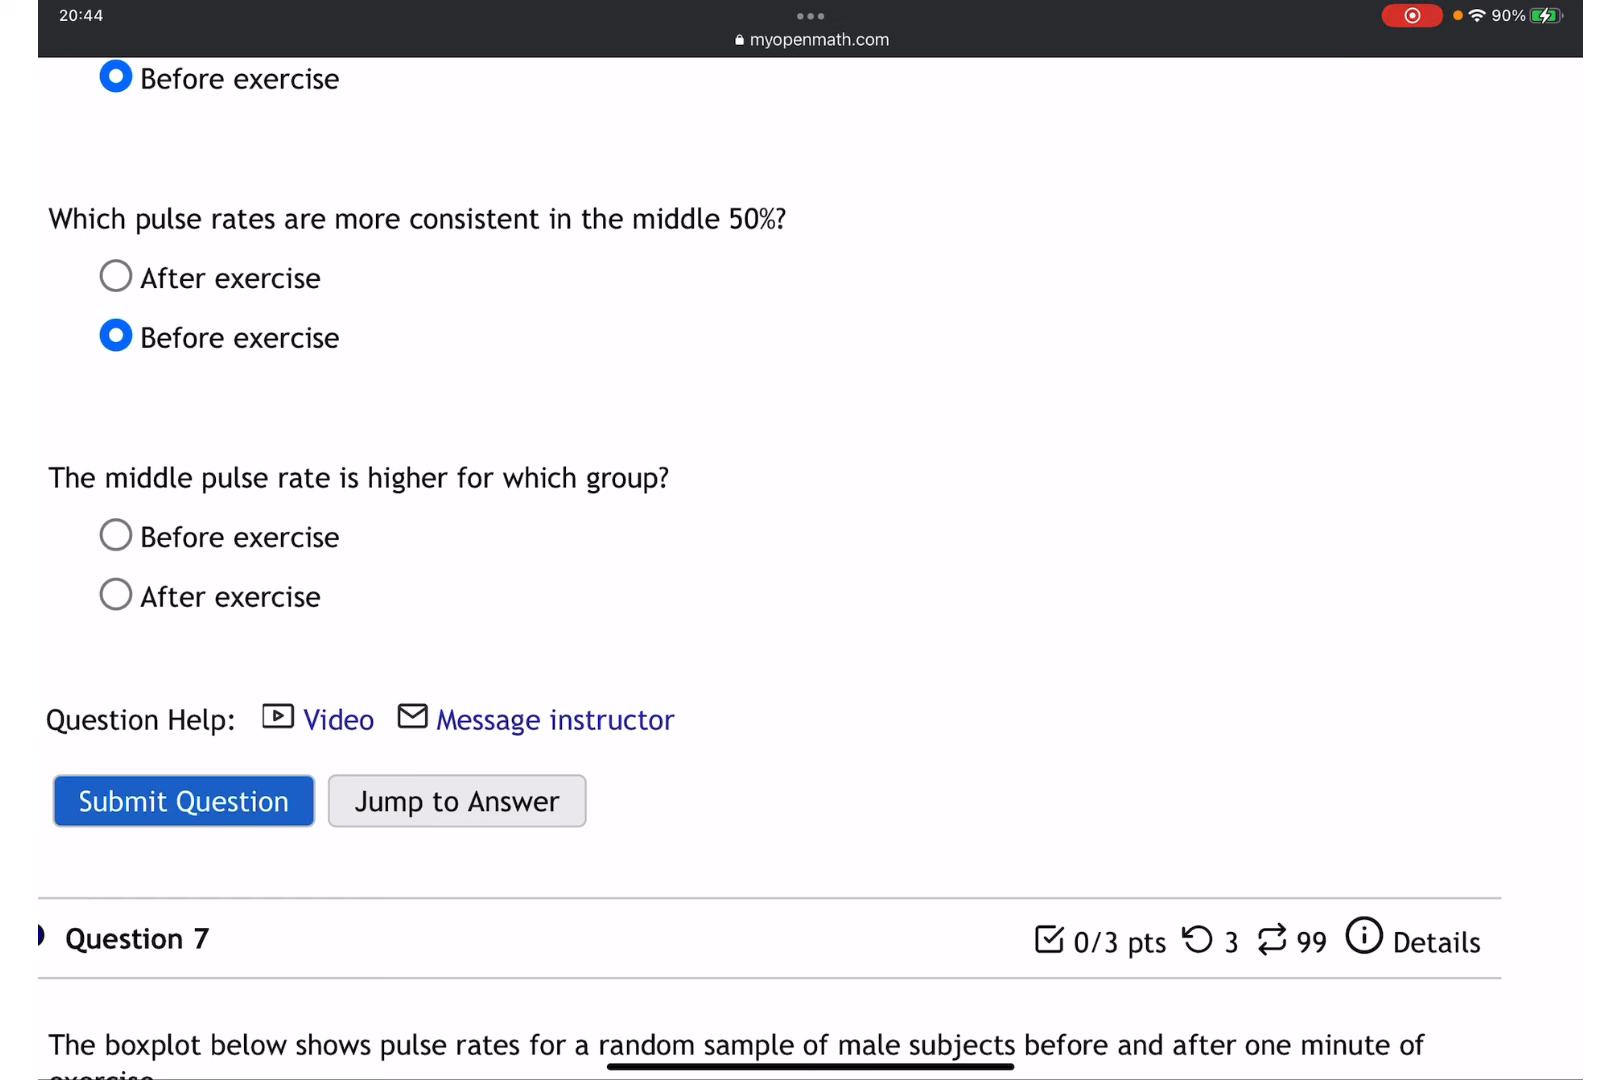 20:44
90%
myopenmath.com
Before exercise
Which pulse rates are more consistent in the middle 50%?
After exercise
Before exercise
The middle pulse rate is higher for which group?
Before exercise
After exercise
Question Help: Video Message instructor
Submit Question Jump to Answer
Question 7 0/3 pts 3 99 Details
The boxplot below shows pulse rates for a random sample of male subjects before and after one minute of
exercise